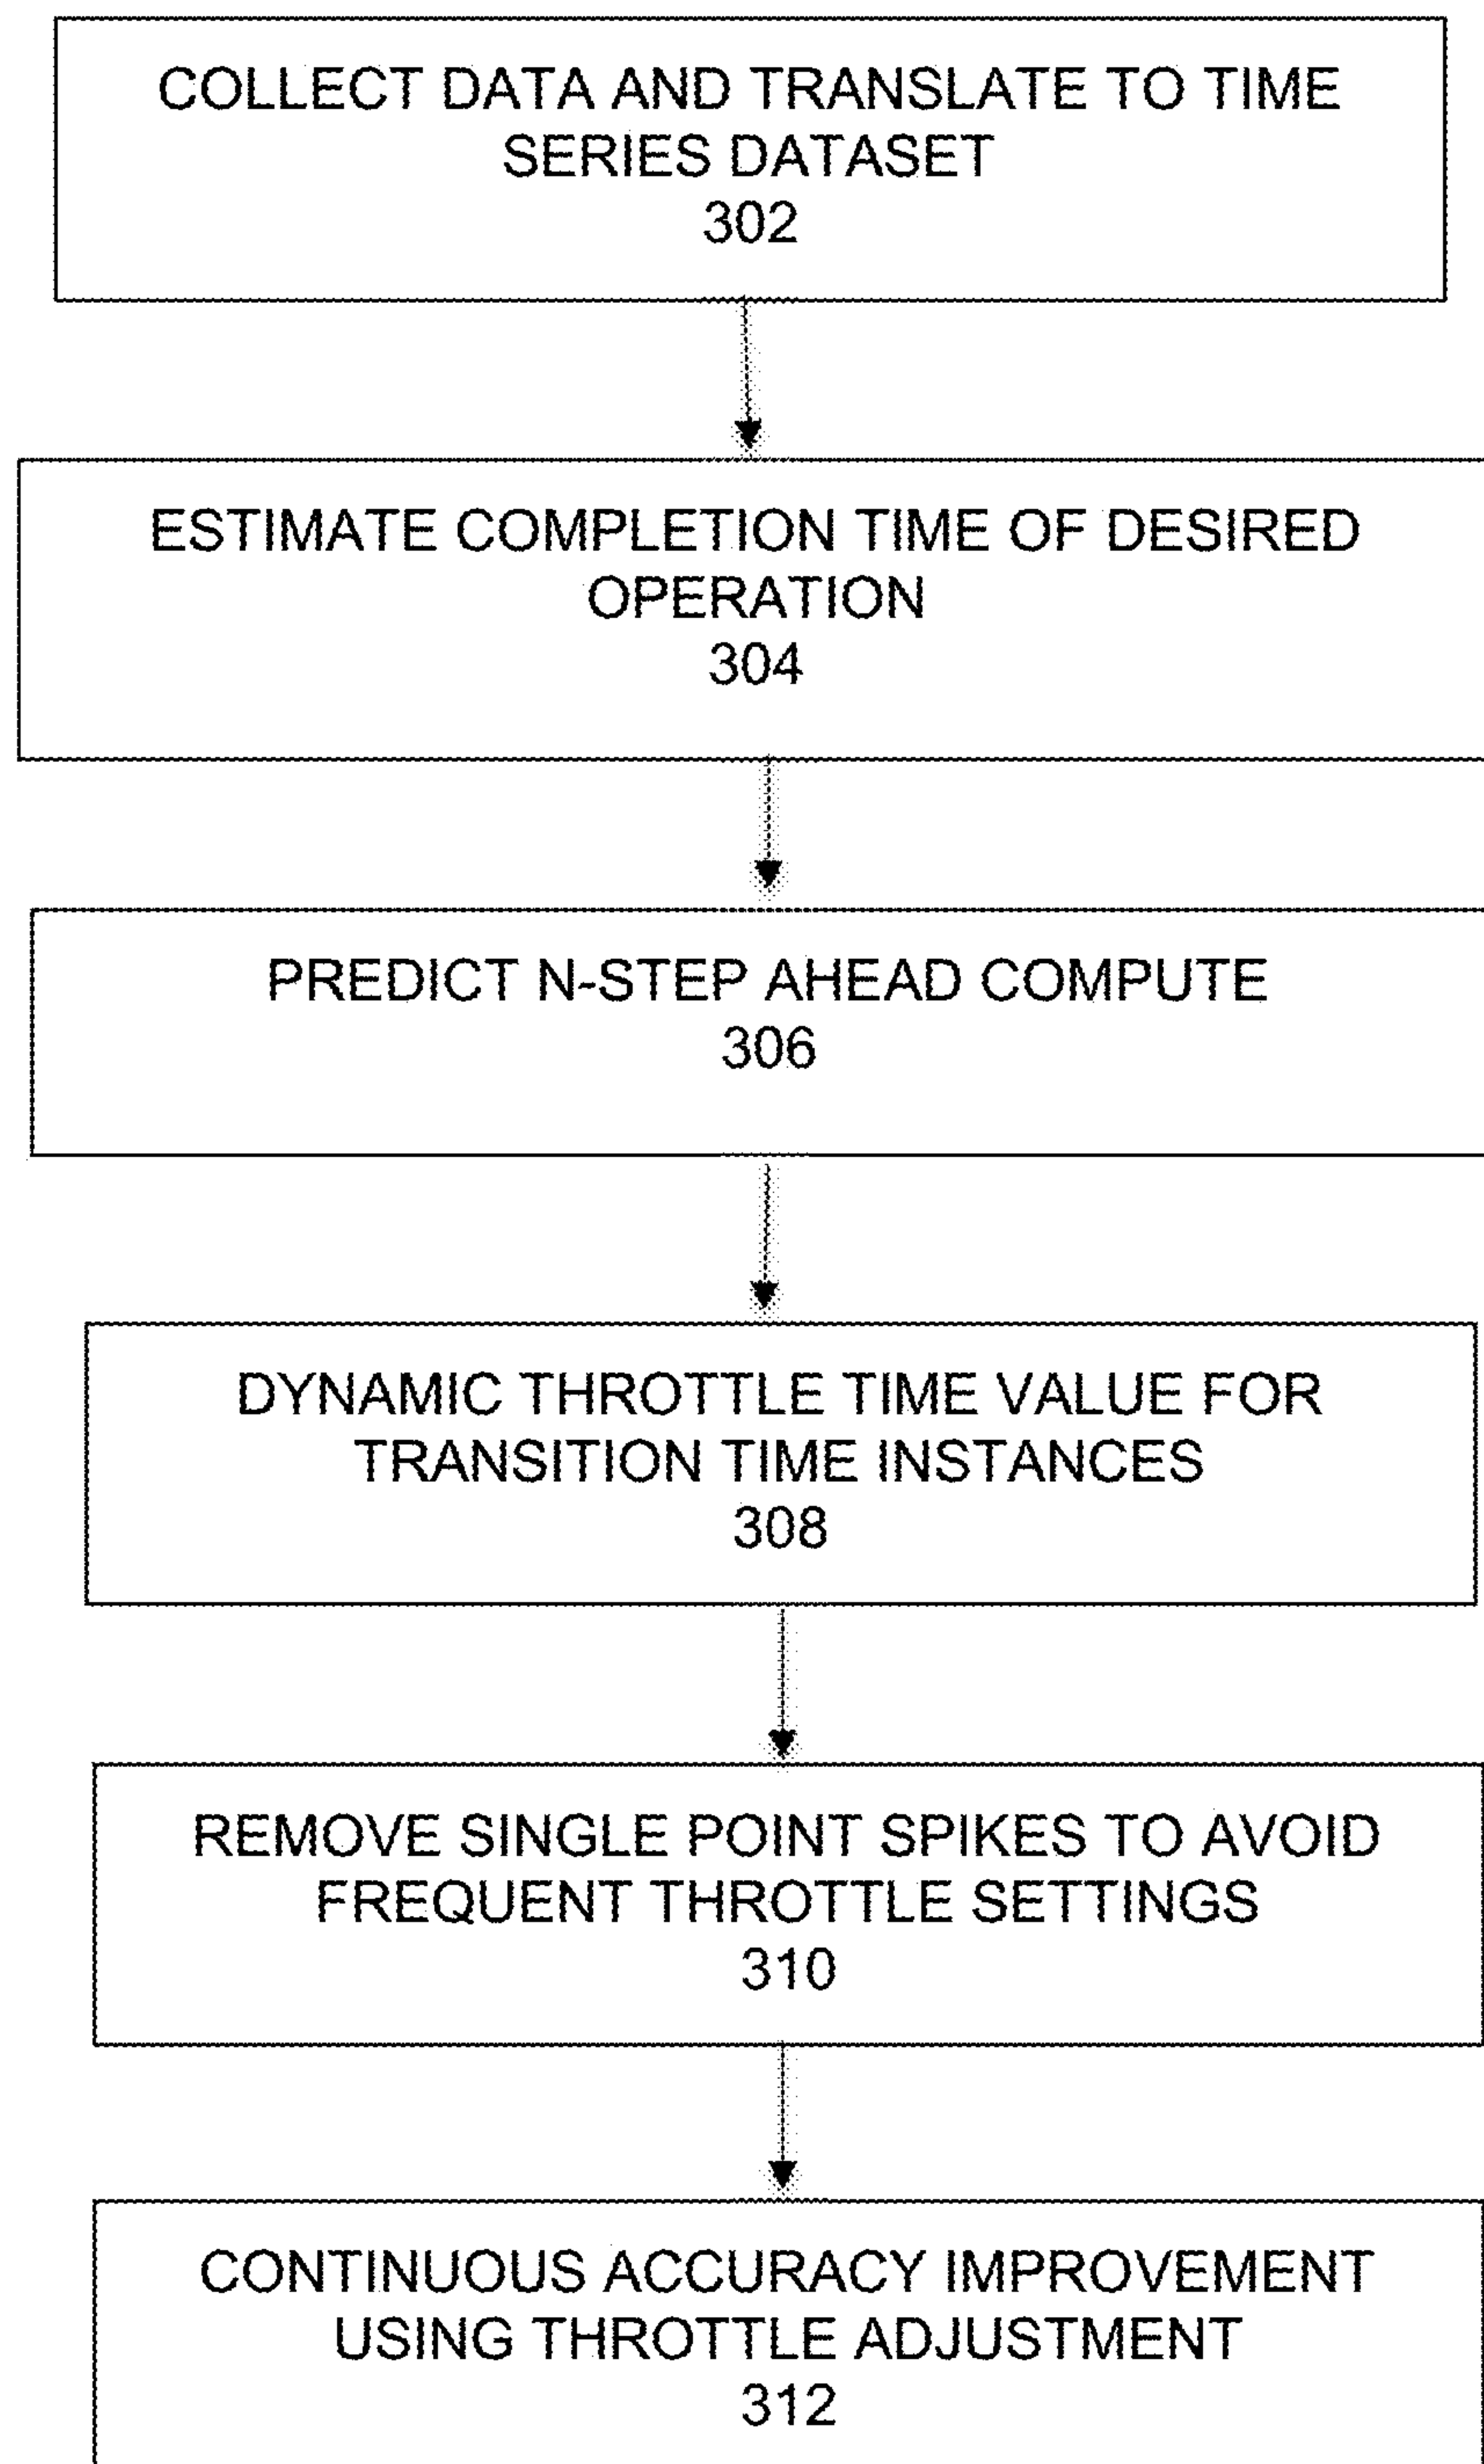 COLLECT DATA AND TRANSLATE TO TIME
SERIES DATASET
302
ESTIMATE COMPLETION TIME OF DESIRED
OPERATION
304
PREDICT N-STEP AHEAD COMPUTE
306
DYNAMIC THROTTLE TIME VALUE FOR
TRANSITION TIME INSTANCES
308
REMOVE SINGLE POINT SPIKES TO AVOID
FREQUENT THROTTLE SETTINGS
310
CONTINUOUS ACCURACY IMPROVEMENT
USING THROTTLE ADJUSTMENT
312